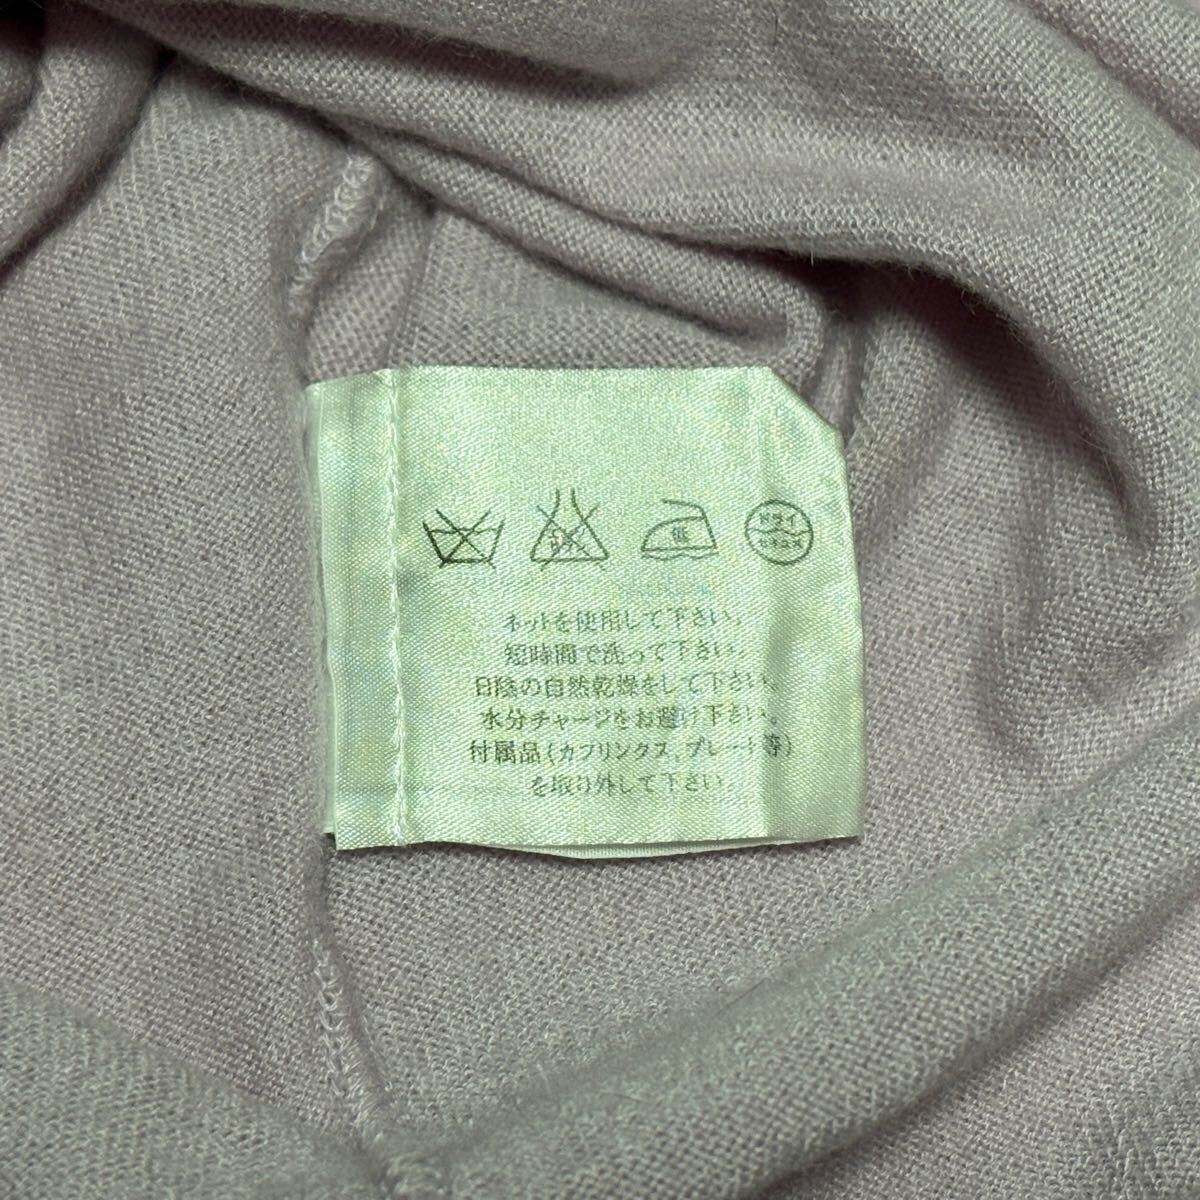 ネットを使用して下さい。
短時間で洗って下さい。
日陰の自然乾燥をして下さい。
水分チャージをお避け下さい。
付属品(カブリンクス、プレート等)
を取り外して下さい。